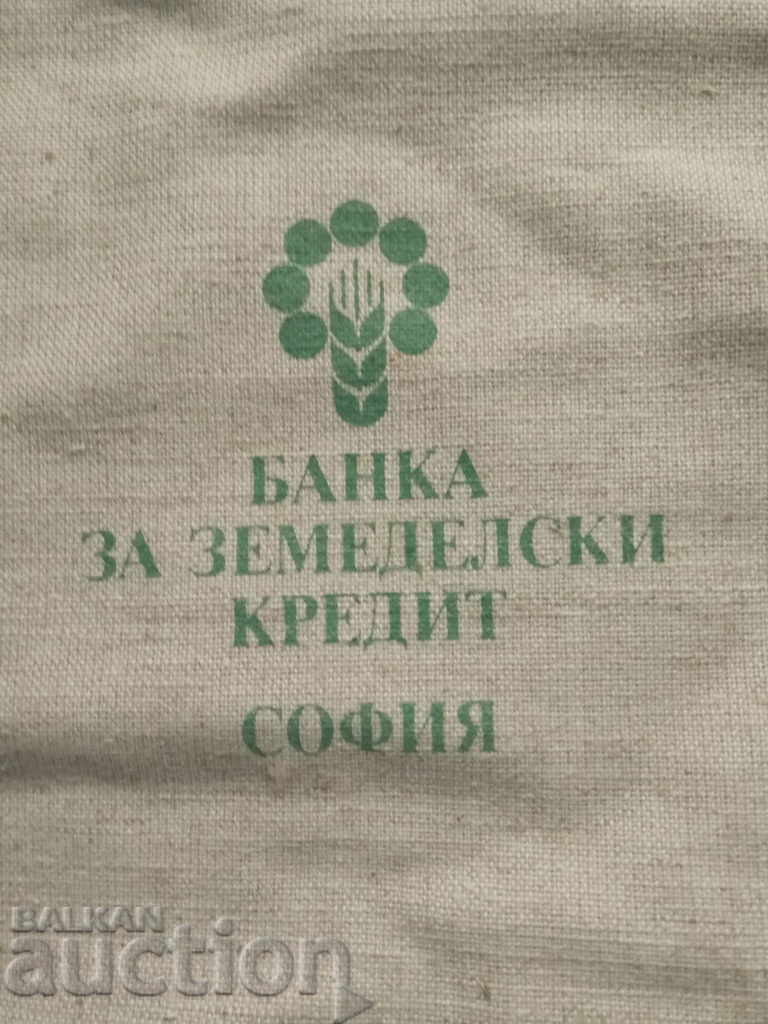 БАНКА
ЗА ЗЕМЕДЕЛСКИ
КРЕДИТ
СОФИЯ
BALKAN
auction